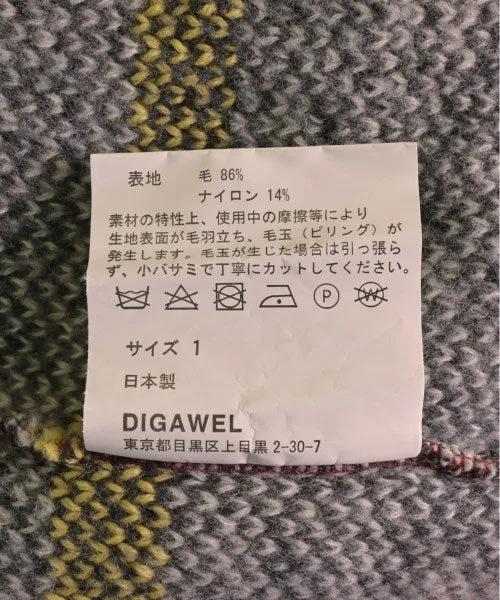 表地 毛 86%
ナイロン 14%
素材の特性上、使用中の摩擦等により
生地表面が毛羽立ち、毛玉(ピリング)が
発生します。毛玉が生じた場合は引っ張ら
ず、小バサミで丁寧にカットしてください。
P W
サイズ 1
日本製
DIGAWEL
東京都目黒区上目黒 2-30-7